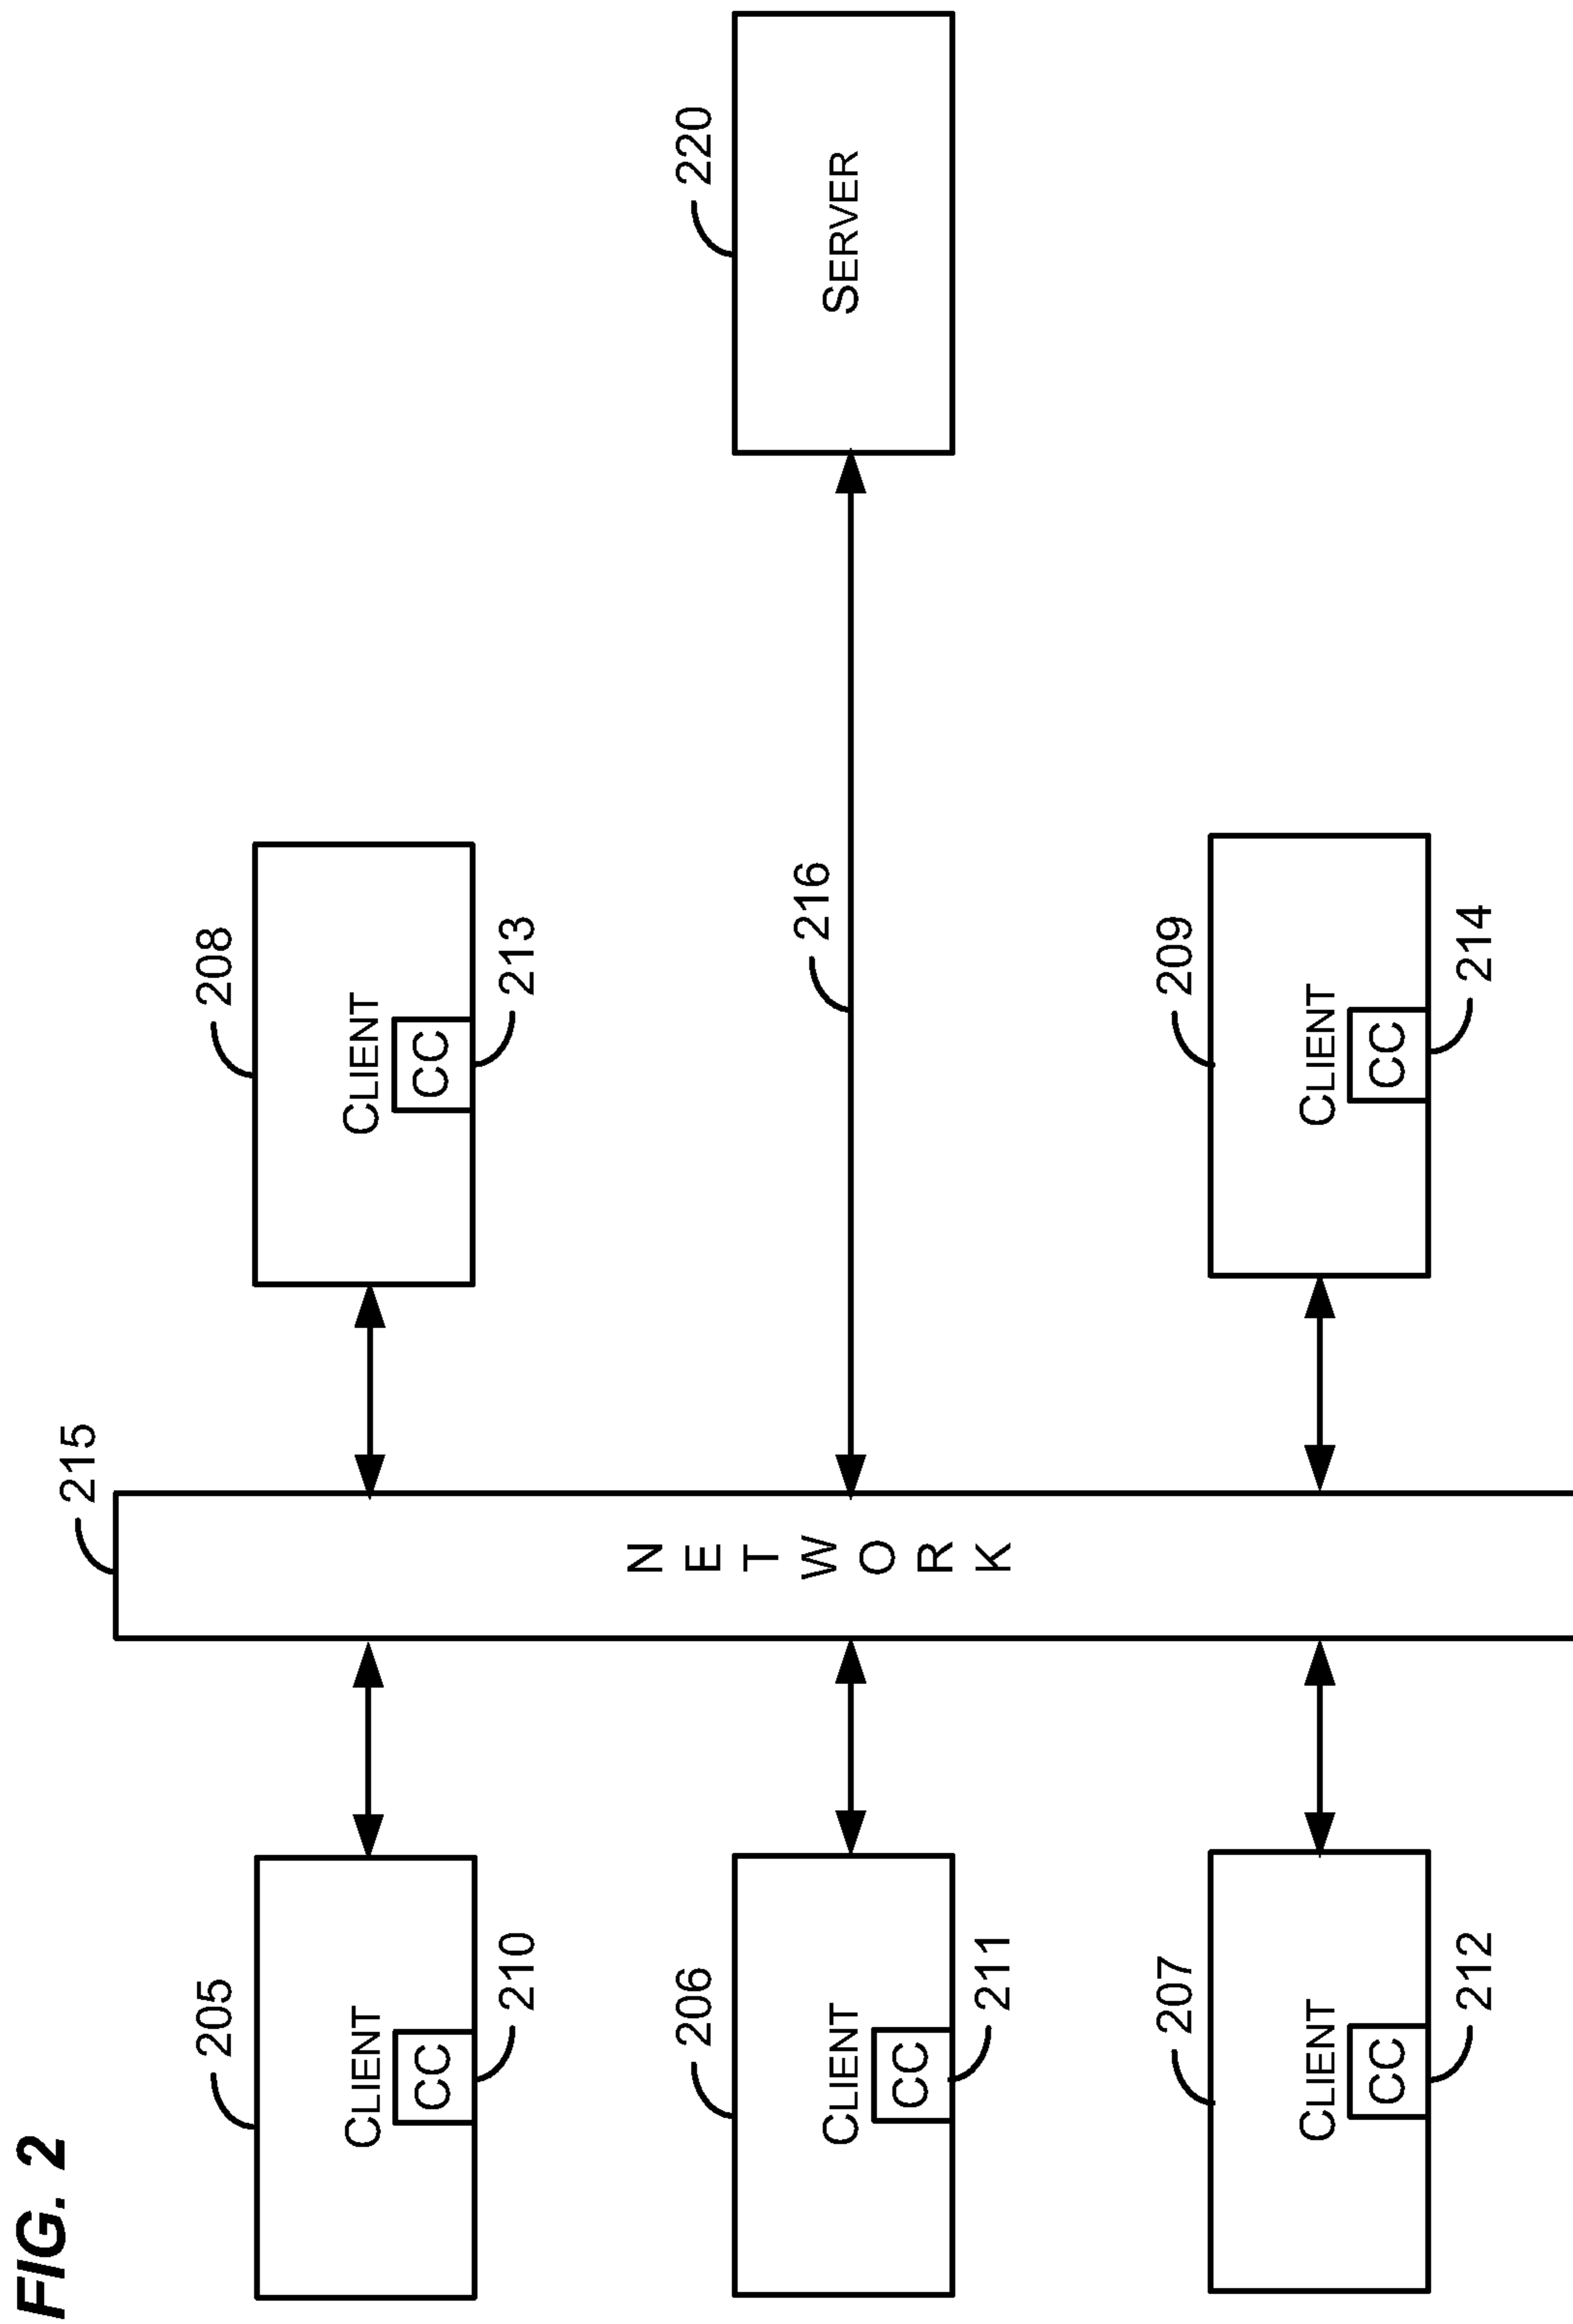 FIG. 2
215
205
CLIENT
CC
210
208
CLIENT
CC
213
206
CLIENT
CC
211
NETWORK
216
220
SERVER
207
CLIENT
CC
212
209
CLIENT
CC
214